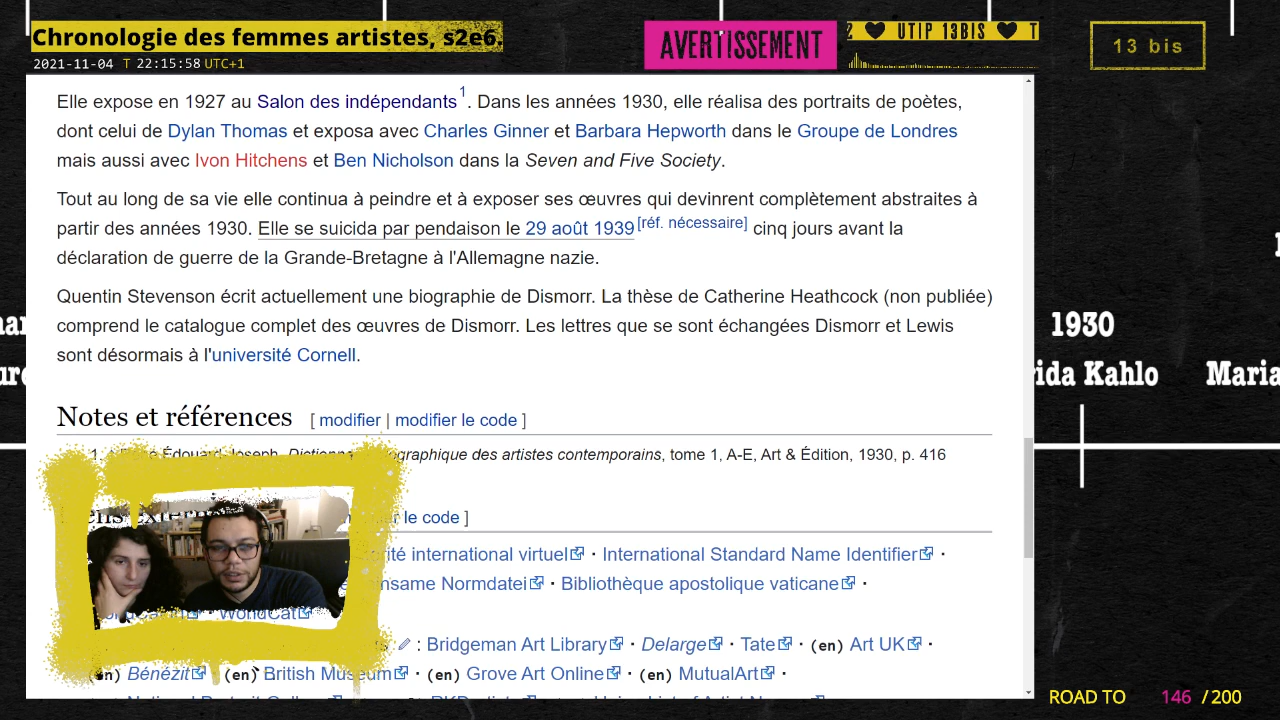 Chronologie des femmes artistes, s2e6
2021-11-04 T 22:15:58 UTC+1
AVERTISSEMENT
UTIP 13BIS
13 bis
Elle expose en 1927 au Salon des indépendants1. Dans les années 1930, elle réalisa des portraits de poètes,
dont celui de Dylan Thomas et exposa avec Charles Ginner et Barbara Hepworth dans le Groupe de Londres
mais aussi avec Ivon Hitchens et Ben Nicholson dans la Seven and Five Society.
Tout au long de sa vie elle continua à peindre et à exposer ses œuvres qui devinrent complètement abstraites à
partir des années 1930. Elle se suicida par pendaison le 29 août 1939[réf. nécessaire] cinq jours avant la
déclaration de guerre de la Grande-Bretagne à l'Allemagne nazie.
Quentin Stevenson écrit actuellement une biographie de Dismorr. La thèse de Catherine Heathcock (non publiée)
comprend le catalogue complet des œuvres de Dismorr. Les lettres que se sont échangées Dismorr et Lewis
sont désormais à l'université Cornell.
1930
Kahlo
Maria
Notes et références [ modifier | modifier le code ]
1. Édouard-Joseph, graphique des artistes contemporains, tome 1, A-E, Art & Édition, 1930, p. 416
le code ]
international virtuel · International Standard Name Identifier ·
Normdatei · Bibliothèque apostolique vaticane ·
WorldCat
: Bridgeman Art Library · Delarge · Tate · (en) Art UK ·
Bénézit · (en) British Museum · (en) Grove Art Online · (en) MutualArt ·
ROAD TO 146 / 200